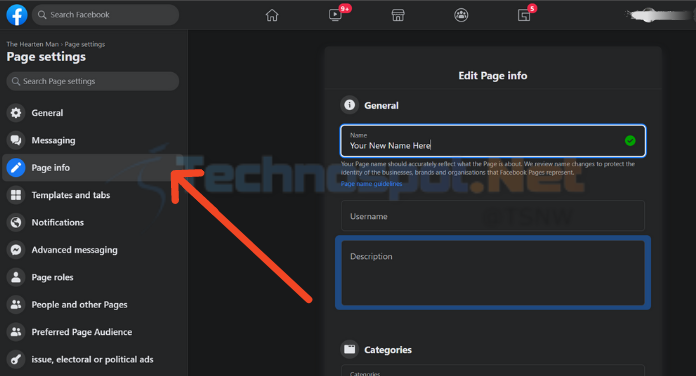 Search Facebook
9+
5
The Hearten Man › Page settings
Page settings
Search Page settings
General
Messaging
Page info
Templates and tabs
Notifications
Advanced messaging
Page roles
People and other Pages
Preferred Page Audience
issue, electoral or political ads
Edit Page info
General
Name
Your New Name Here
Your Page name should accurately reflect what the Page is about. We review name changes to protect the
identity of the businesses, brands and organisations that Facebook Pages represent.
Page name guidelines
Technospot.Net
@TSNW
Username
Description
Categories
Categories